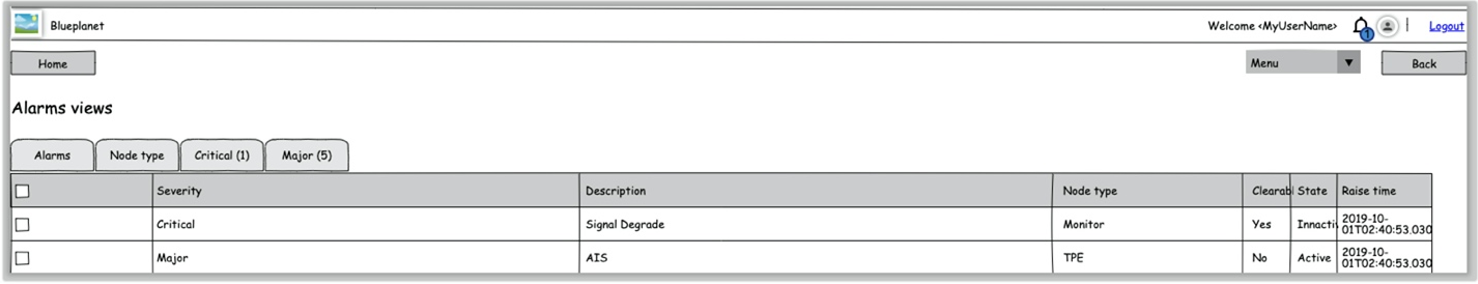 Blueplanet
Welcome <MyUserName>
1
Logout
Home
Menu
Back
Alarms views
Alarms
Node type
Critical (1)
Major (5)
Severity
Description
Node type
Clearabl
State
Raise time
Critical
Signal Degrade
Monitor
Yes
Innacti
2019-10-
01T02:40:53.030
Major
AIS
TPE
No
Active
2019-10-
01T02:40:53.030